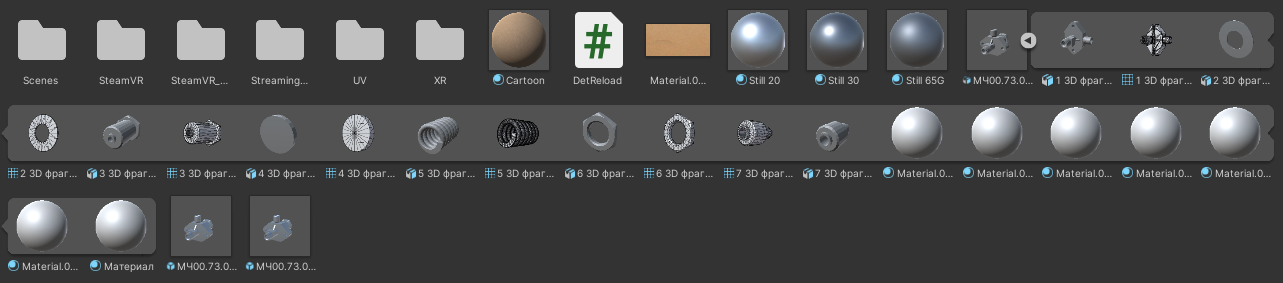 Scenes SteamVR SteamVR_... Streaming... UV XR Cartoon DetReload Material.0... Still 20 Still 30 Still 65G МЧ00.73.0... 1 3D фраг... 1 3D фраг... 2 3D фраг...
2 3D фраг... 3 3D фраг... 3 3D фраг... 4 3D фраг... 4 3D фраг... 5 3D фраг... 5 3D фраг... 6 3D фраг... 6 3D фраг... 7 3D фраг... 7 3D фраг... Material.0... Material.0... Material.0... Material.0... Material.0...
Material.0... Материал МЧ00.73.0... МЧ00.73.0...